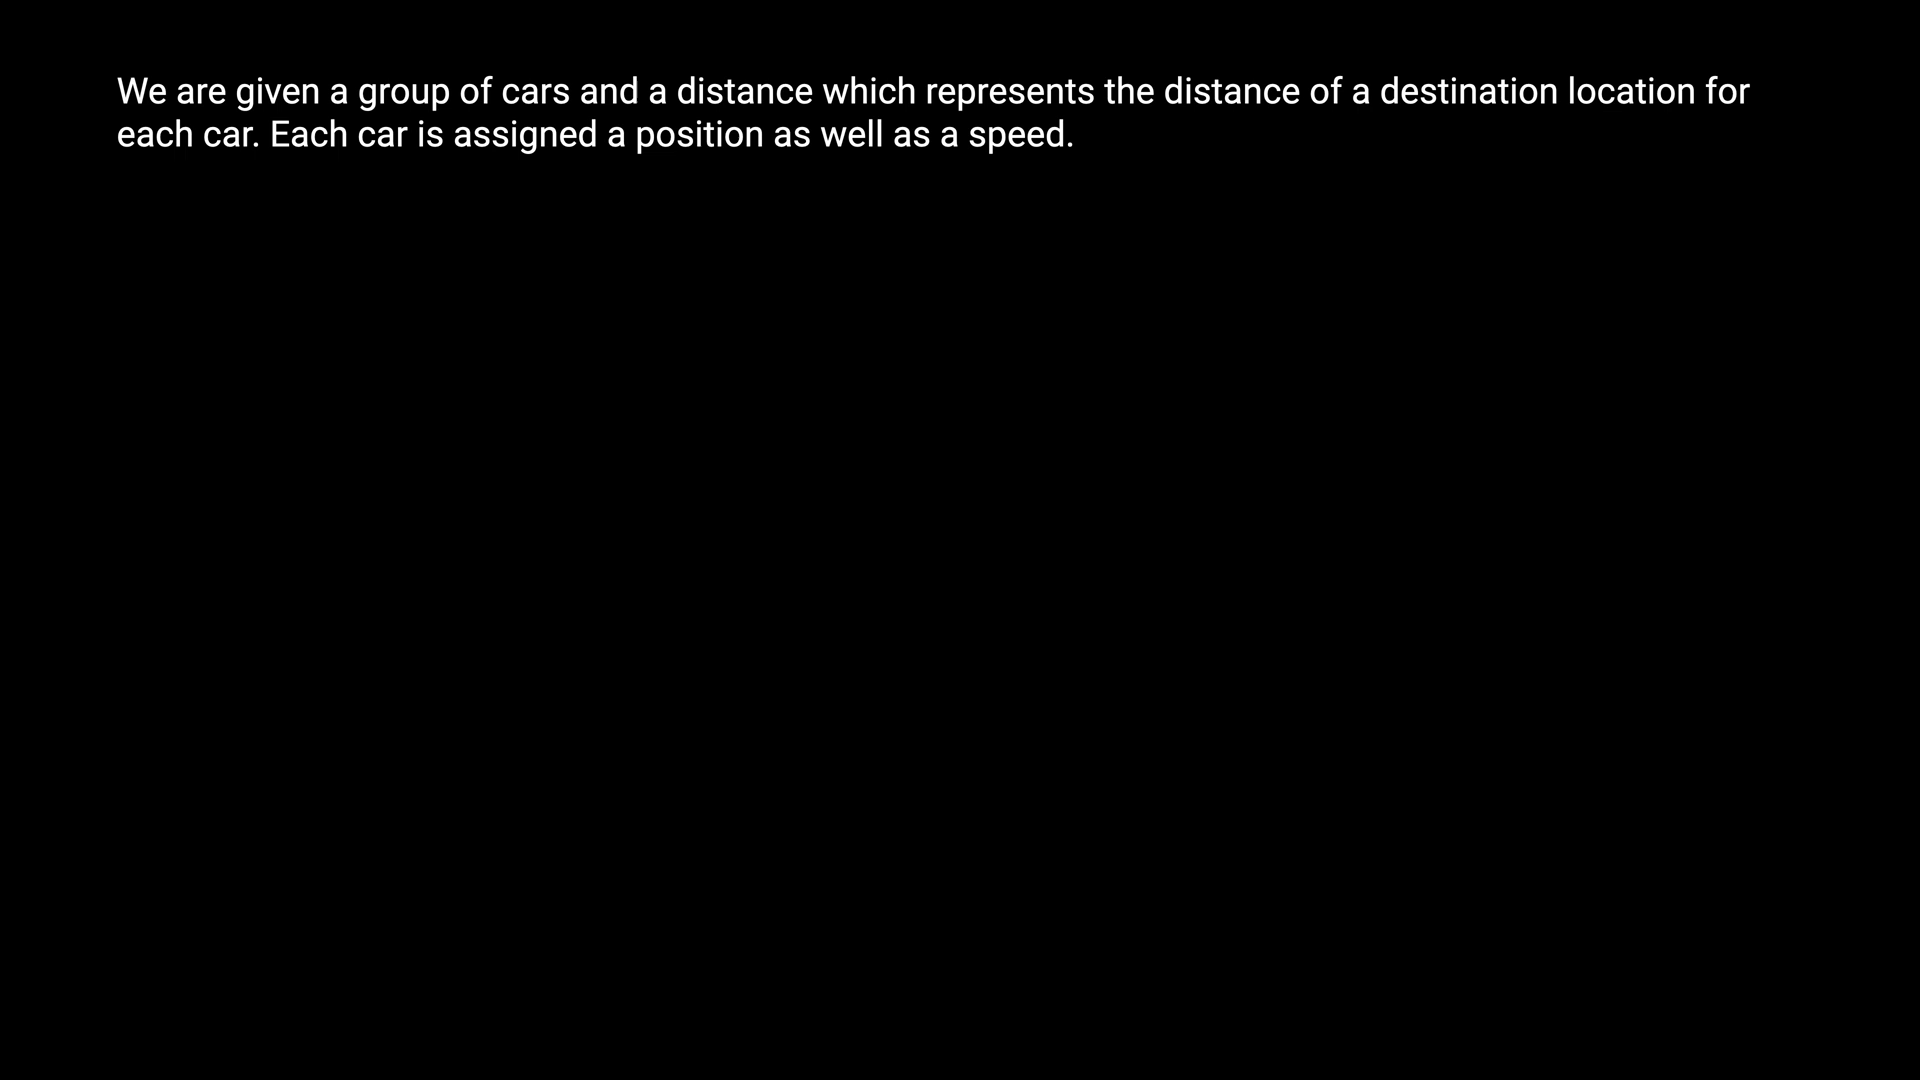 We are given a group of cars and a distance which represents the distance of a destination location for
each car. Each car is assigned a position as well as a speed.